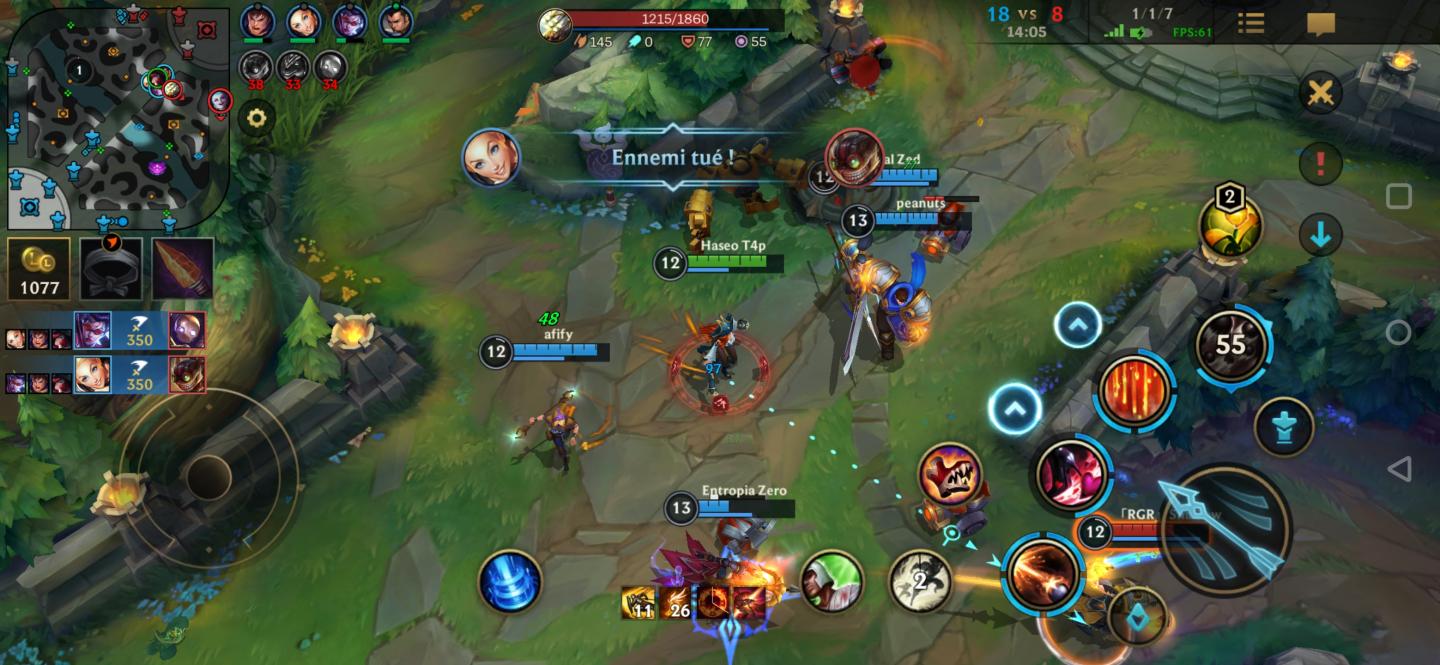 1215/1860
145 0 77 55
18 VS 8
14:05
1/1/7
FPS:61
1
38 33 34
Ennemi tué !
al Zed
12
peanuts
13
2
Haseo T4p
12
1077
48
afify
12
350
350
97
55
Entropia Zero
13
「RGR
12
2
11 26